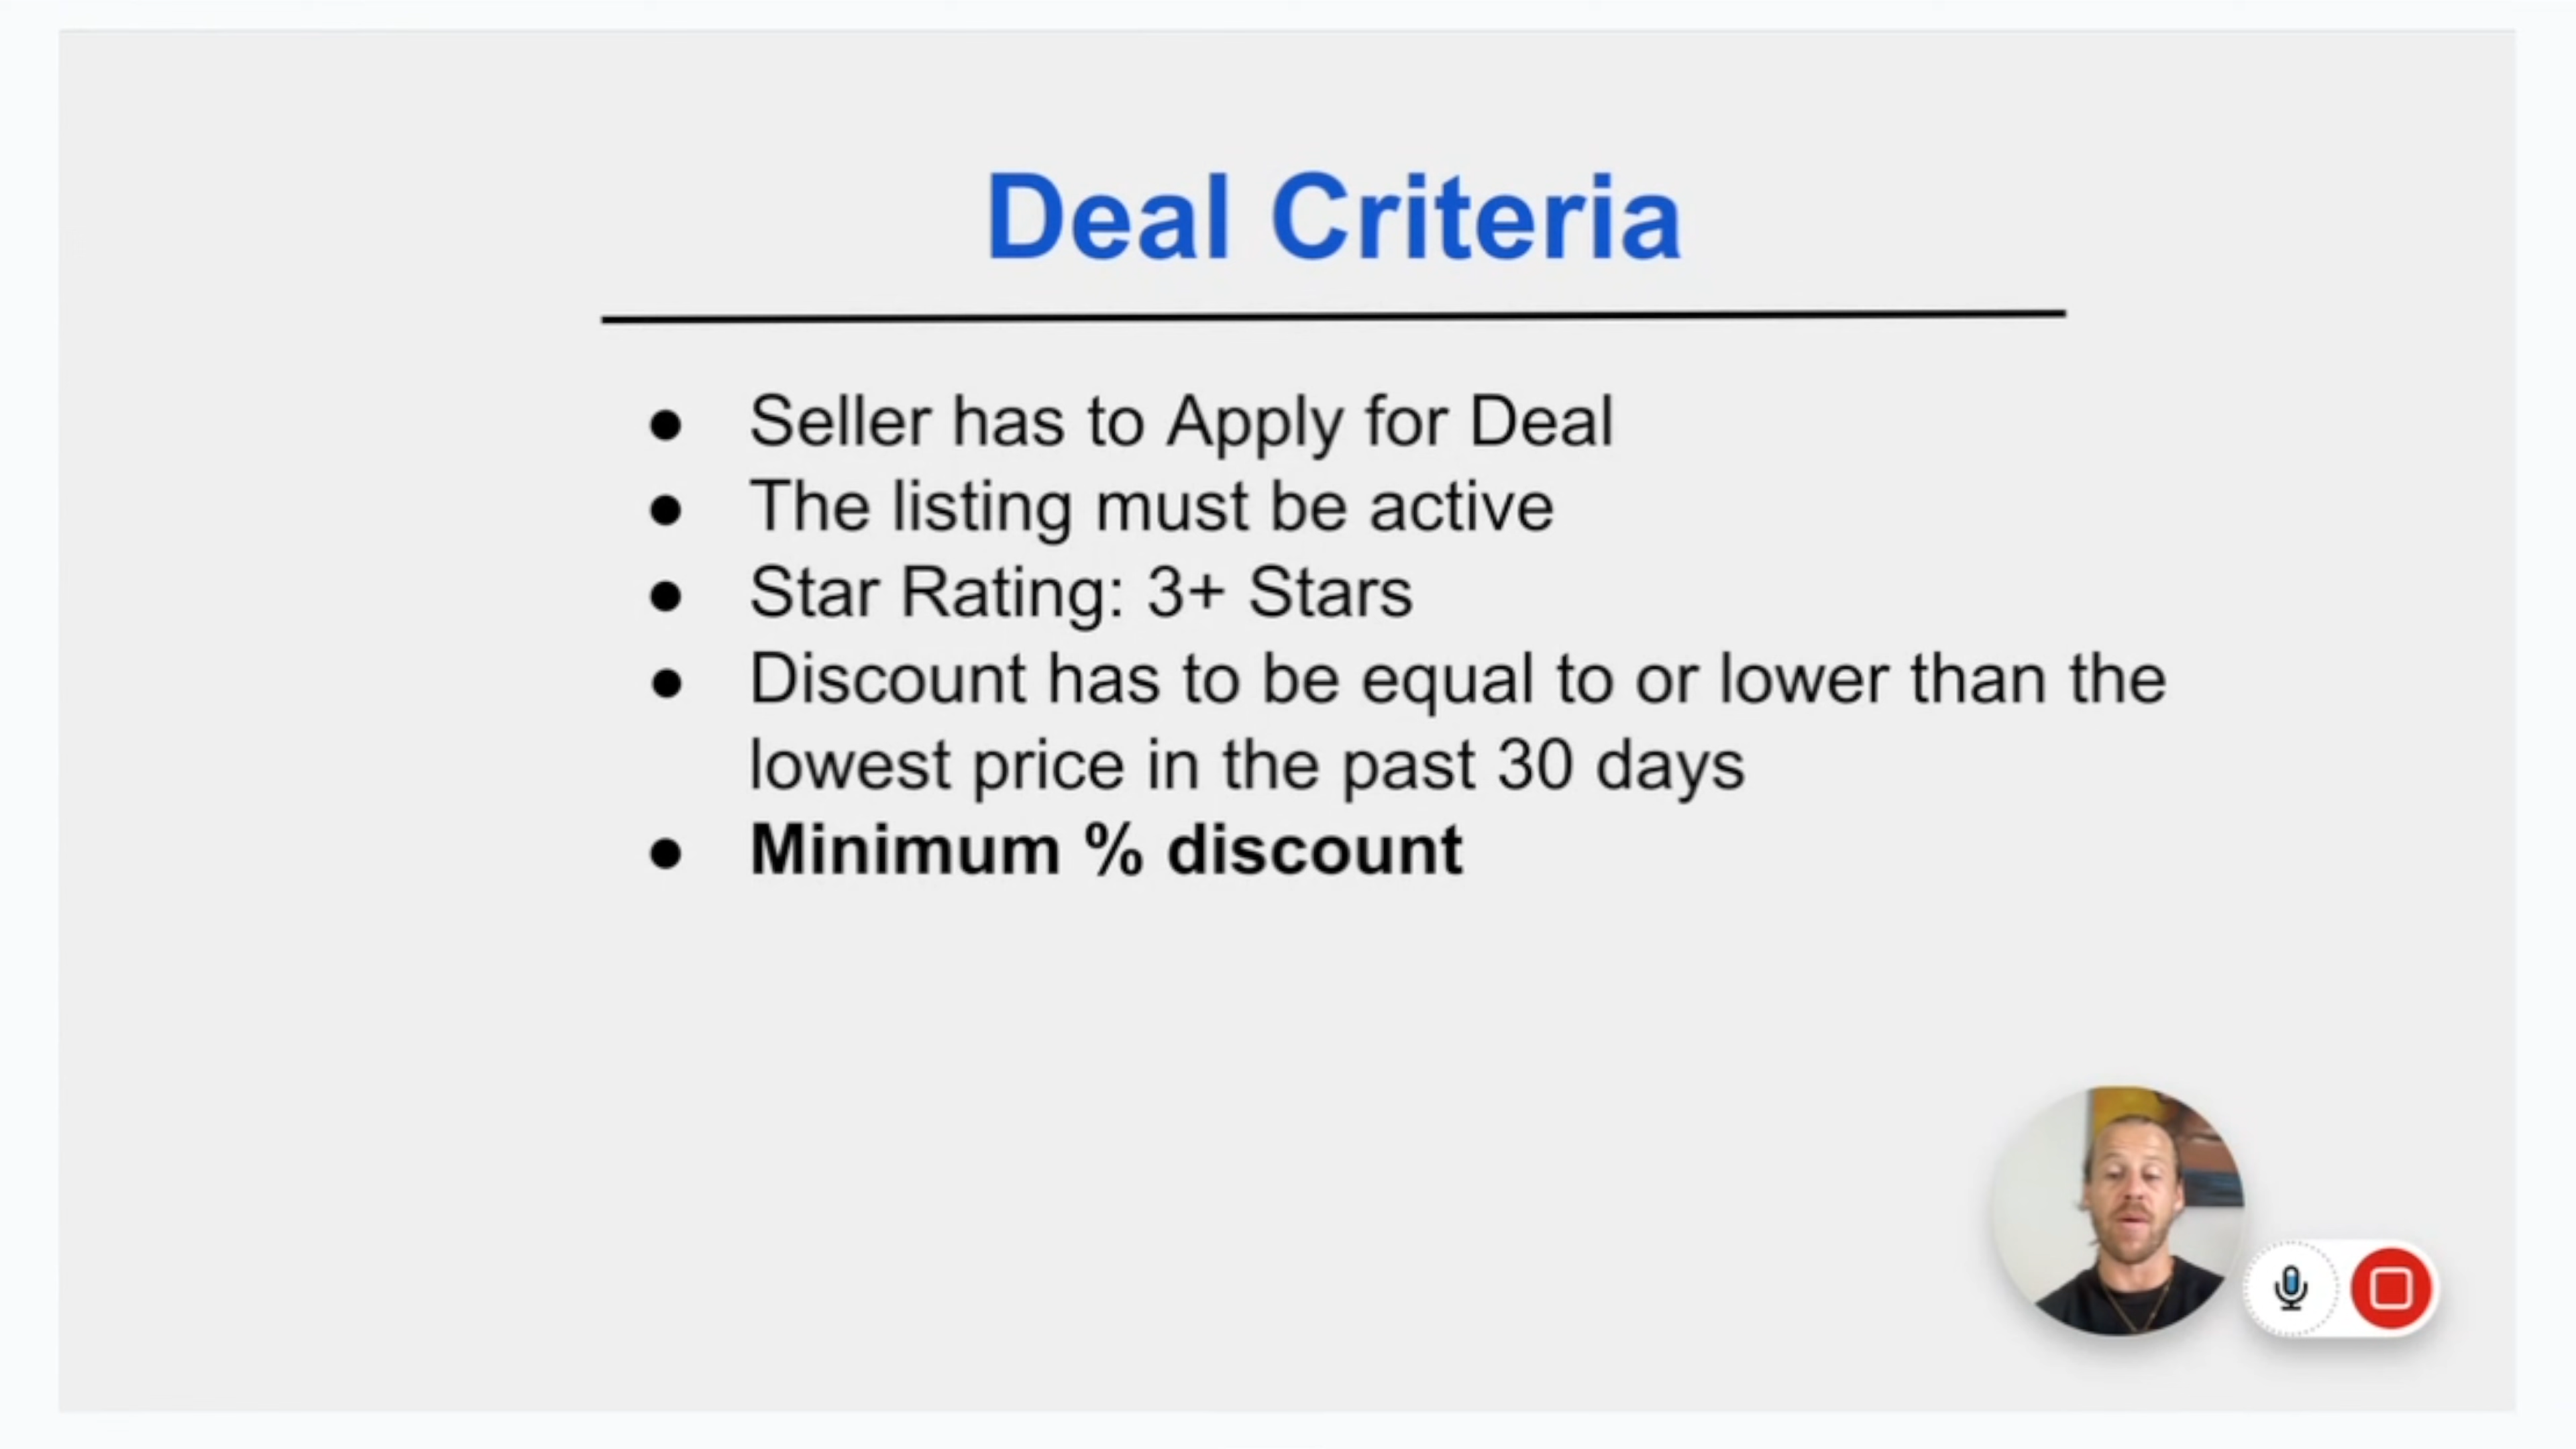 Deal Criteria
● Seller has to Apply for Deal
● The listing must be active
● Star Rating: 3+ Stars
● Discount has to be equal to or lower than the
lowest price in the past 30 days
● Minimum % discount